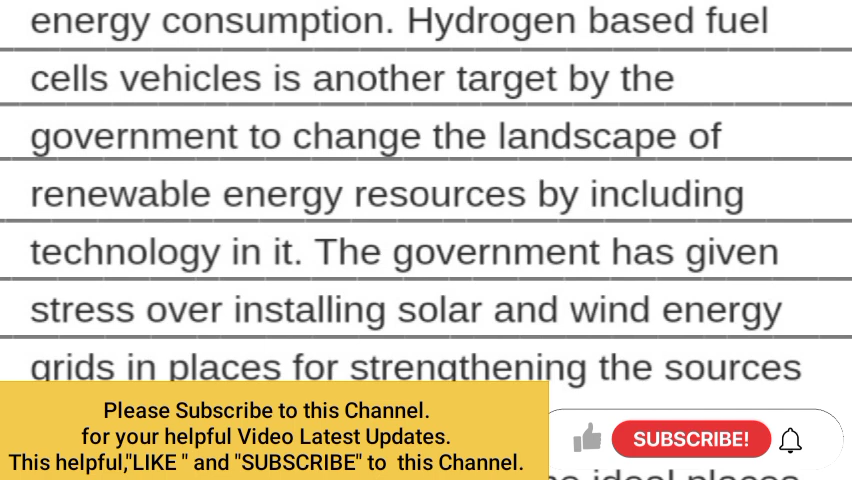 energy consumption. Hydrogen based fuel
cells vehicles is another target by the
government to change the landscape of
renewable energy resources by including
technology in it. The government has given
stress over installing solar and wind energy
grids in places for strengthening the sources
ideal places
Please Subscribe to this Channel.
for your helpful Video Latest Updates.
This helpful,"LIKE " and "SUBSCRIBE" to this Channel.
SUBSCRIBE!